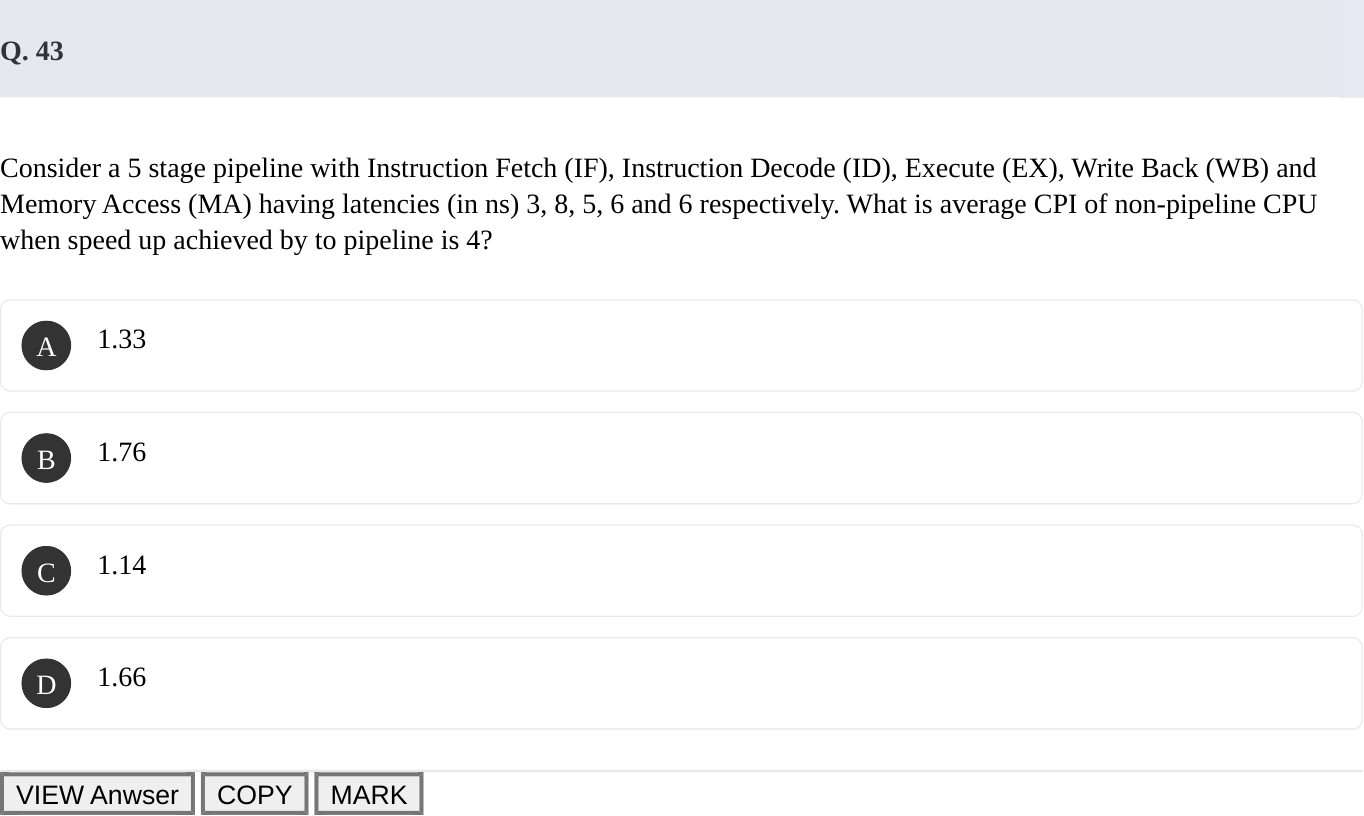 Q. 43
Consider a 5 stage pipeline with Instruction Fetch (IF), Instruction Decode (ID), Execute (EX), Write Back (WB) and
Memory Access (MA) having latencies (in ns) 3, 8, 5, 6 and 6 respectively. What is average CPI of non-pipeline CPU
when speed up achieved by to pipeline is 4?
A 1.33
B 1.76
C 1.14
D 1.66
VIEW Anwser COPY MARK